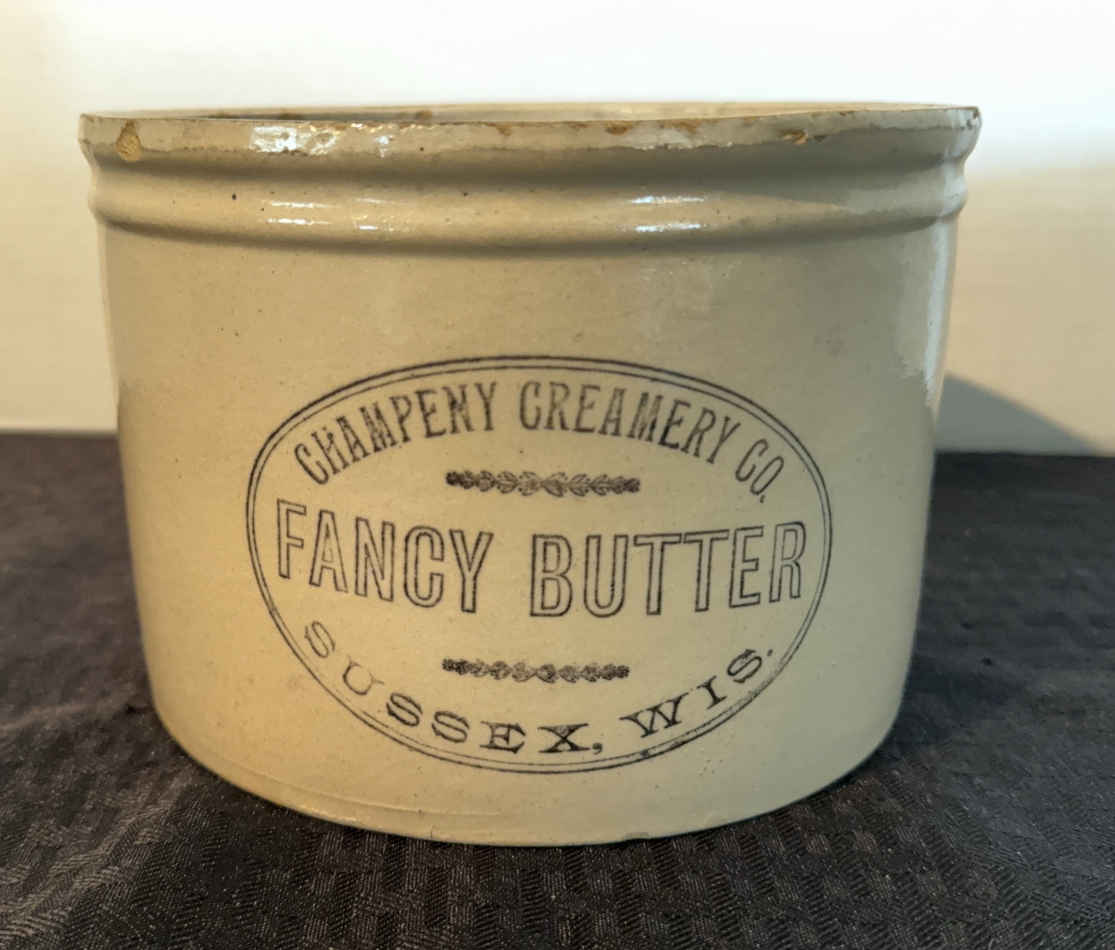 CHAMPENY CREAMERY CO.
FANCY BUTTER
SUSSEX, WIS.